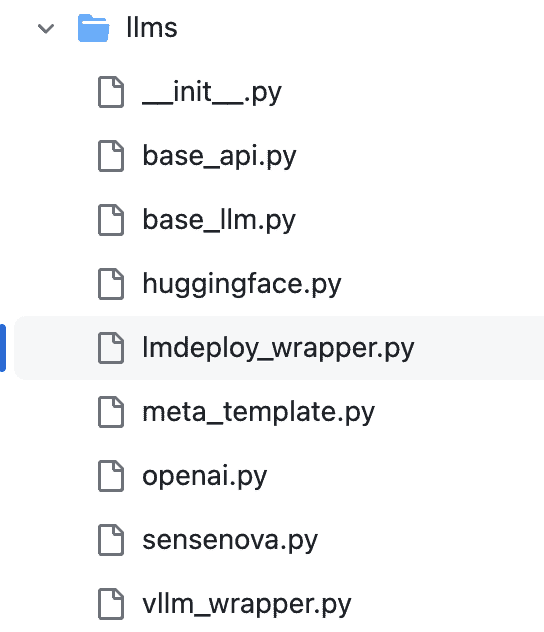 llms
__init__.py
base_api.py
base_llm.py
huggingface.py
lmdeploy_wrapper.py
meta_template.py
openai.py
sensenova.py
vllm_wrapper.py